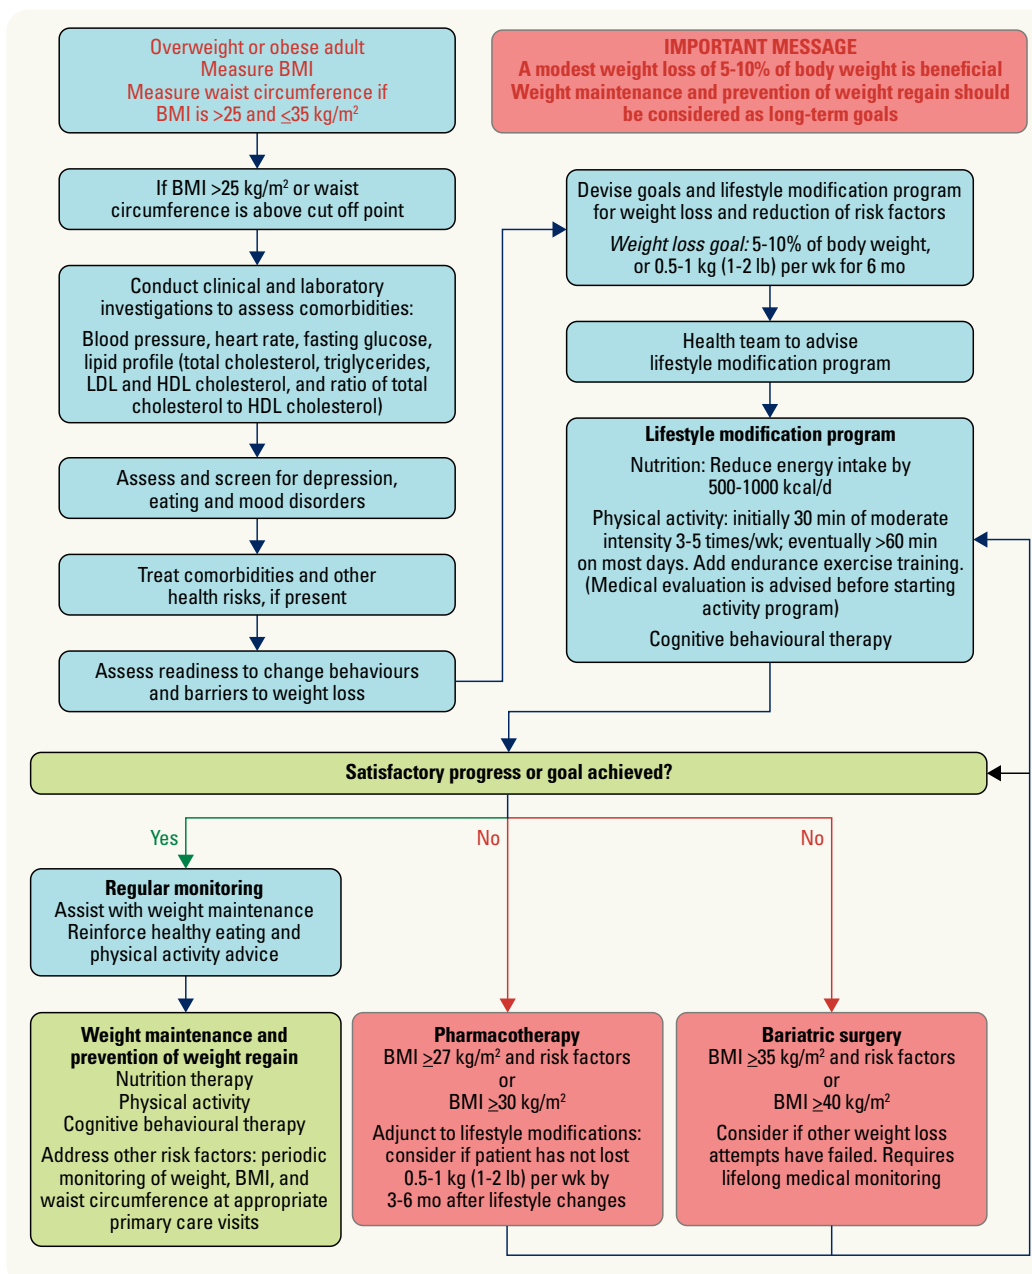 Overweight or obese adult
Measure BMI
Measure waist circumference if
BMI is >25 and ≤35 kg/m²
IMPORTANT MESSAGE
A modest weight loss of 5-10% of body weight is beneficial
Weight maintenance and prevention of weight regain should
be considered as long-term goals
If BMI >25 kg/m² or waist
circumference is above cut off point
Conduct clinical and laboratory
investigations to assess comorbidities:
Blood pressure, heart rate, fasting glucose,
lipid profile (total cholesterol, triglycerides,
LDL and HDL cholesterol, and ratio of total
cholesterol to HDL cholesterol)
Assess and screen for depression,
eating and mood disorders
Treat comorbidities and other
health risks, if present
Assess readiness to change behaviours
and barriers to weight loss
Devise goals and lifestyle modification program
for weight loss and reduction of risk factors
Weight loss goal: 5-10% of body weight,
or 0.5-1 kg (1-2 lb) per wk for 6 mo
Health team to advise
lifestyle modification program
Lifestyle modification program
Nutrition: Reduce energy intake by
500-1000 kcal/d
Physical activity: initially 30 min of moderate
intensity 3-5 times/wk; eventually >60 min
on most days. Add endurance exercise training.
(Medical evaluation is advised before starting
activity program)
Cognitive behavioural therapy
Satisfactory progress or goal achieved?
Yes
No
No
Regular monitoring
Assist with weight maintenance
Reinforce healthy eating and
physical activity advice
Weight maintenance and
prevention of weight regain
Nutrition therapy
Physical activity
Cognitive behavioural therapy
Address other risk factors: periodic
monitoring of weight, BMI, and
waist circumference at appropriate
primary care visits
Pharmacotherapy
BMI ≥27 kg/m² and risk factors
or
BMI ≥30 kg/m²
Adjunct to lifestyle modifications:
consider if patient has not lost
0.5-1 kg (1-2 lb) per wk by
3-6 mo after lifestyle changes
Bariatric surgery
BMI ≥35 kg/m² and risk factors
or
BMI ≥40 kg/m²
Consider if other weight loss
attempts have failed. Requires
lifelong medical monitoring